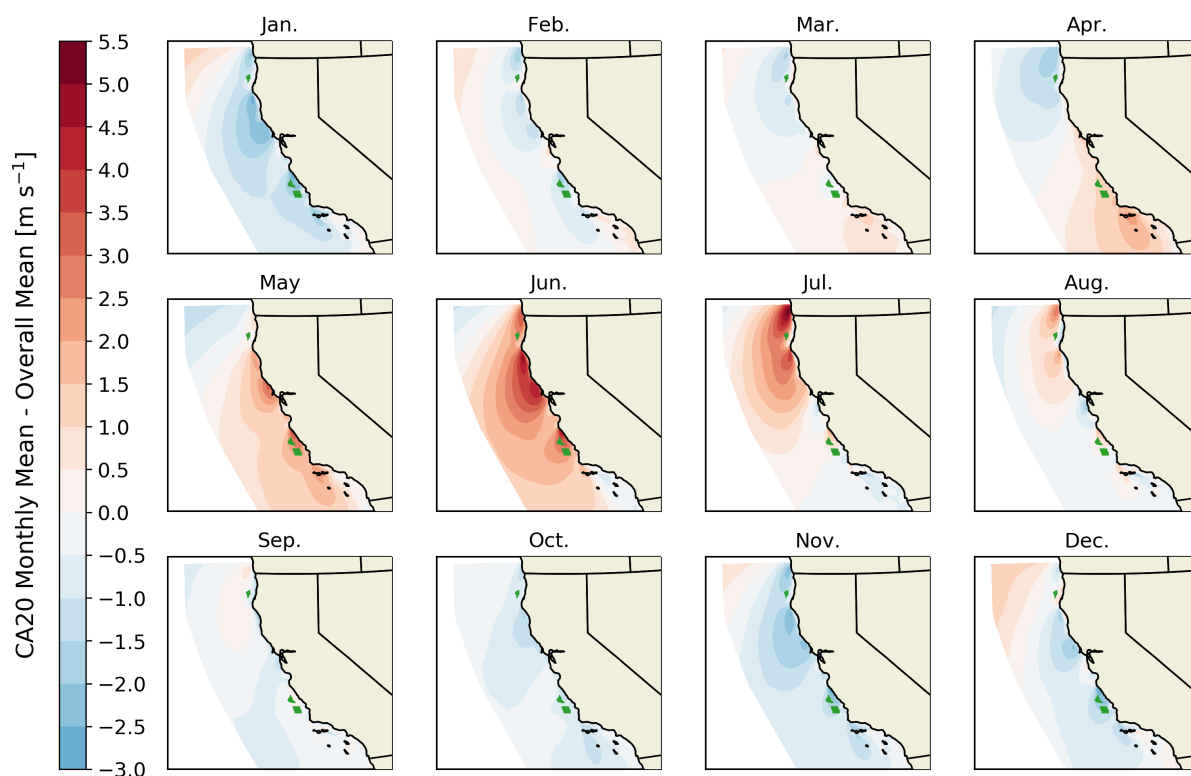 Jan.
Feb.
Mar.
Apr.
May
Jun.
Jul.
Aug.
Sep.
Oct.
Nov.
Dec.
CA20 Monthly Mean - Overall Mean [m s⁻¹]
5.5
5.0
4.5
4.0
3.5
3.0
2.5
2.0
1.5
1.0
0.5
0.0
−0.5
−1.0
−1.5
−2.0
−2.5
−3.0